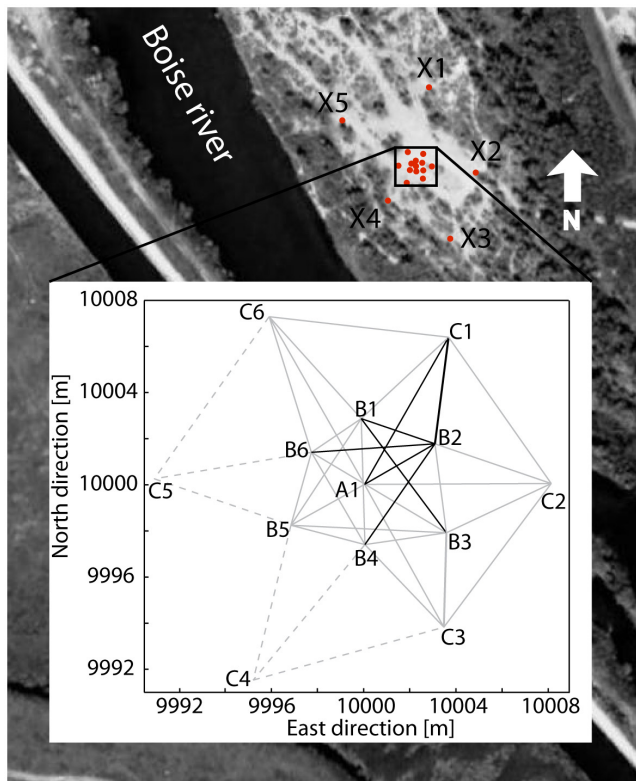 Boise river
X1
X5
X2
X4
X3
N
10008
C6
C1
10004
B1
B2
B6
10000
A1
C5
C2
B5
B3
B4
9996
C3
9992
C4
9992 9996 10000 10004 10008
East direction [m]
North direction [m]